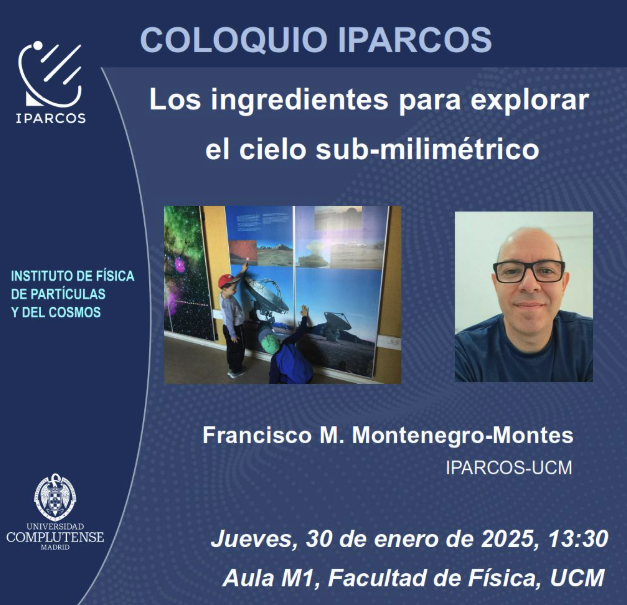 COLOQUIO IPARCOS
IPARCOS
Los ingredientes para explorar
el cielo sub-milimétrico
INSTITUTO DE FÍSICA
DE PARTÍCULAS
Y DEL COSMOS
Francisco M. Montenegro-Montes
IPARCOS-UCM
UNIVERSIDAD
COMPLUTENSE
MADRID
Jueves, 30 de enero de 2025, 13:30
Aula M1, Facultad de Física, UCM